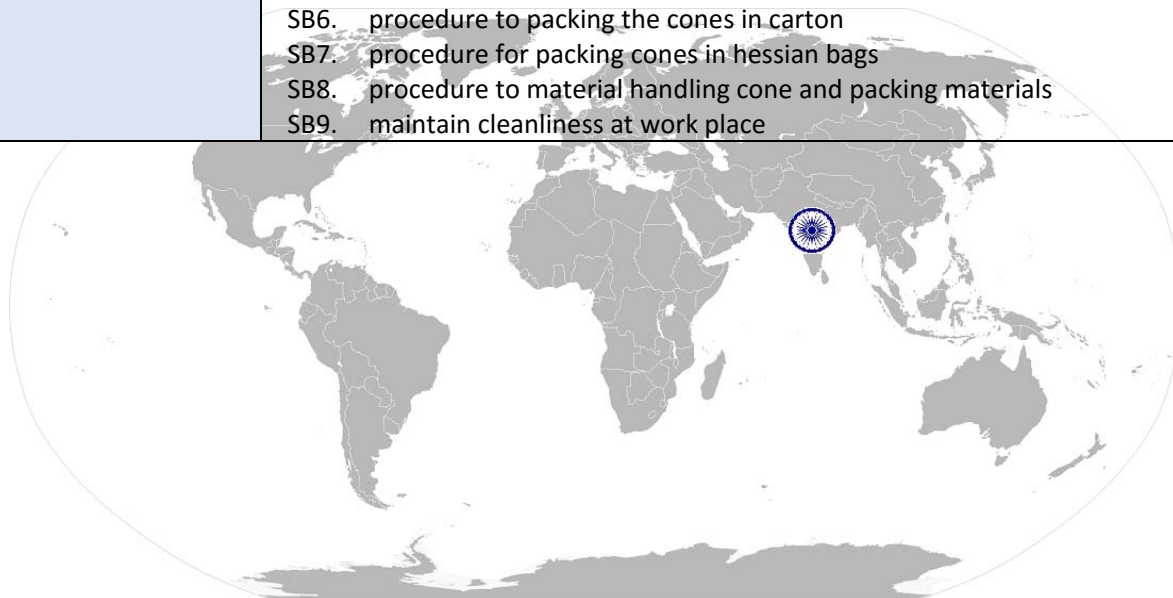 SB6. procedure to packing the cones in carton
SB7. procedure for packing cones in hessian bags
SB8. procedure to material handling cone and packing materials
SB9. maintain cleanliness at work place